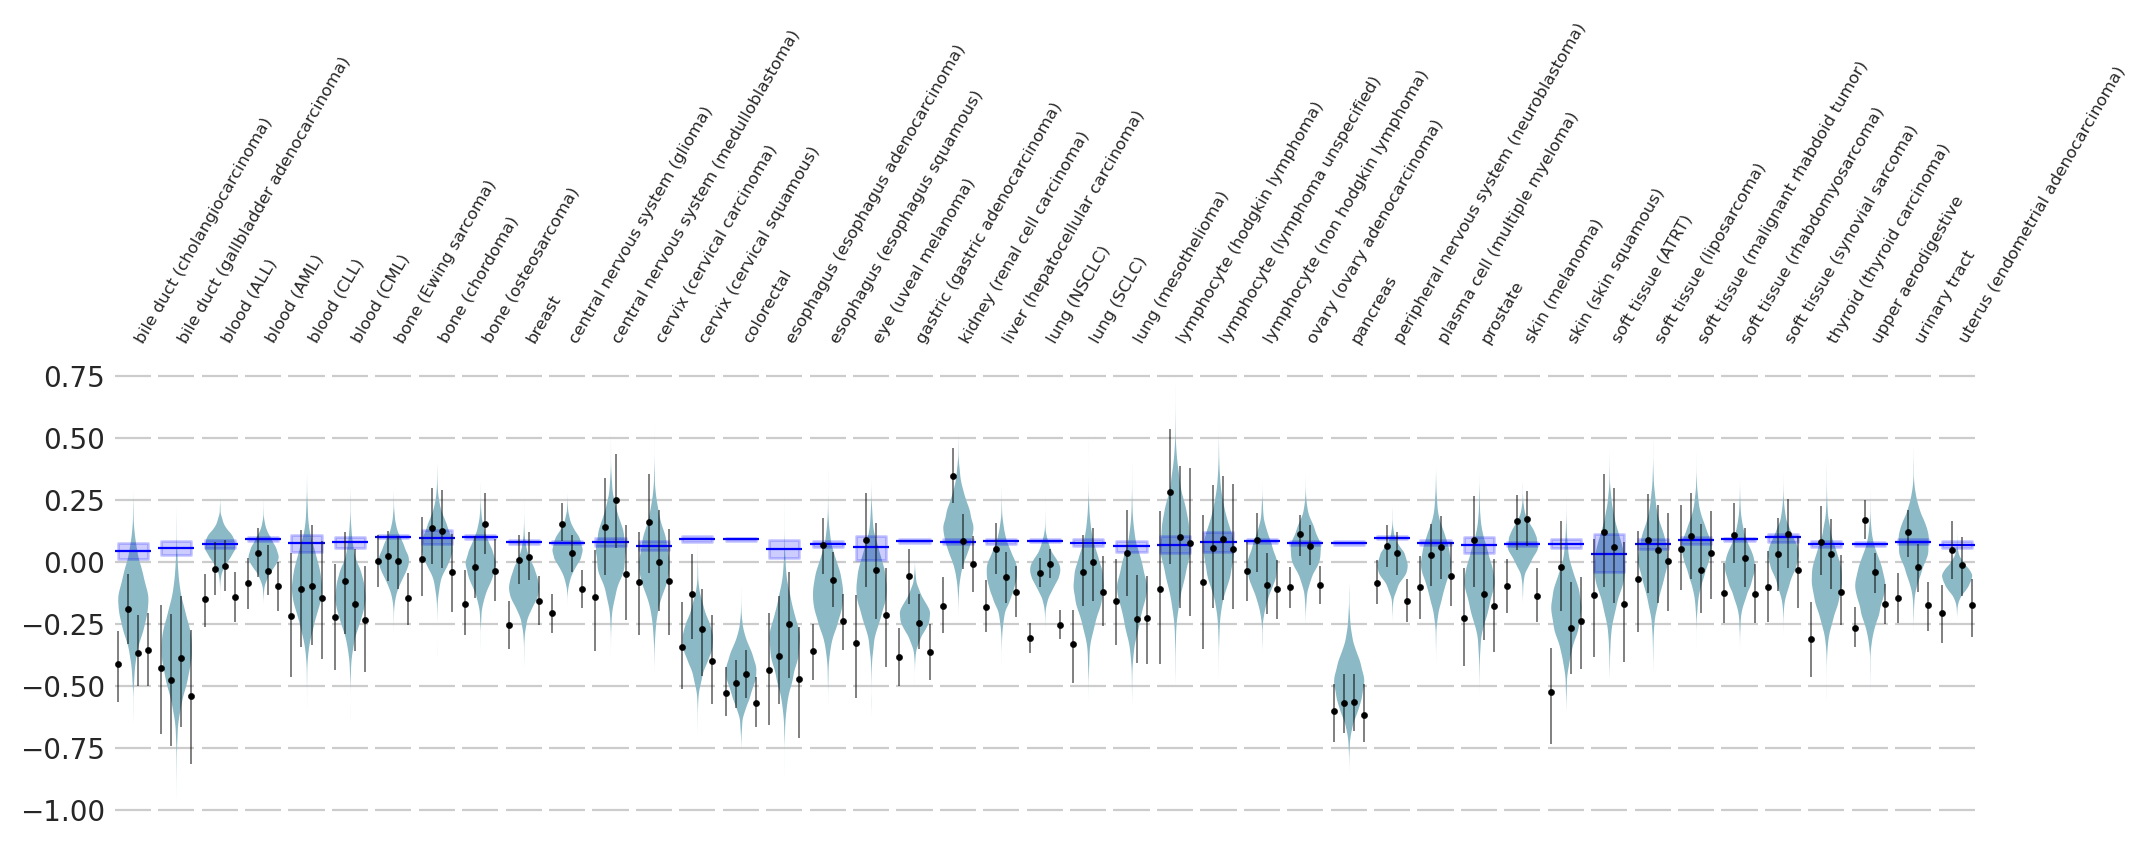 bile duct (cholangiocarcinoma)
bile duct (gallbladder adenocarcinoma)
blood (ALL)
blood (AML)
blood (CLL)
blood (CML)
bone (Ewing sarcoma)
bone (chordoma)
bone (osteosarcoma)
breast
central nervous system (glioma)
central nervous system (medulloblastoma)
cervix (cervical carcinoma)
cervix (cervical squamous)
colorectal
esophagus (esophagus adenocarcinoma)
esophagus (esophagus squamous)
eye (uveal melanoma)
gastric (gastric adenocarcinoma)
kidney (renal cell carcinoma)
liver (hepatocellular carcinoma)
lung (NSCLC)
lung (SCLC)
lung (mesothelioma)
lymphocyte (hodgkin lymphoma)
lymphocyte (lymphoma unspecified)
lymphocyte (non hodgkin lymphoma)
ovary (ovary adenocarcinoma)
pancreas
peripheral nervous system (neuroblastoma)
plasma cell (multiple myeloma)
prostate
skin (melanoma)
skin (skin squamous)
soft tissue (ATRT)
soft tissue (liposarcoma)
soft tissue (malignant rhabdoid tumor)
soft tissue (rhabdomyosarcoma)
soft tissue (synovial sarcoma)
thyroid (thyroid carcinoma)
upper aerodigestive
urinary tract
uterus (endometrial adenocarcinoma)
0.75
0.50
0.25
0.00
−0.25
−0.50
−0.75
−1.00